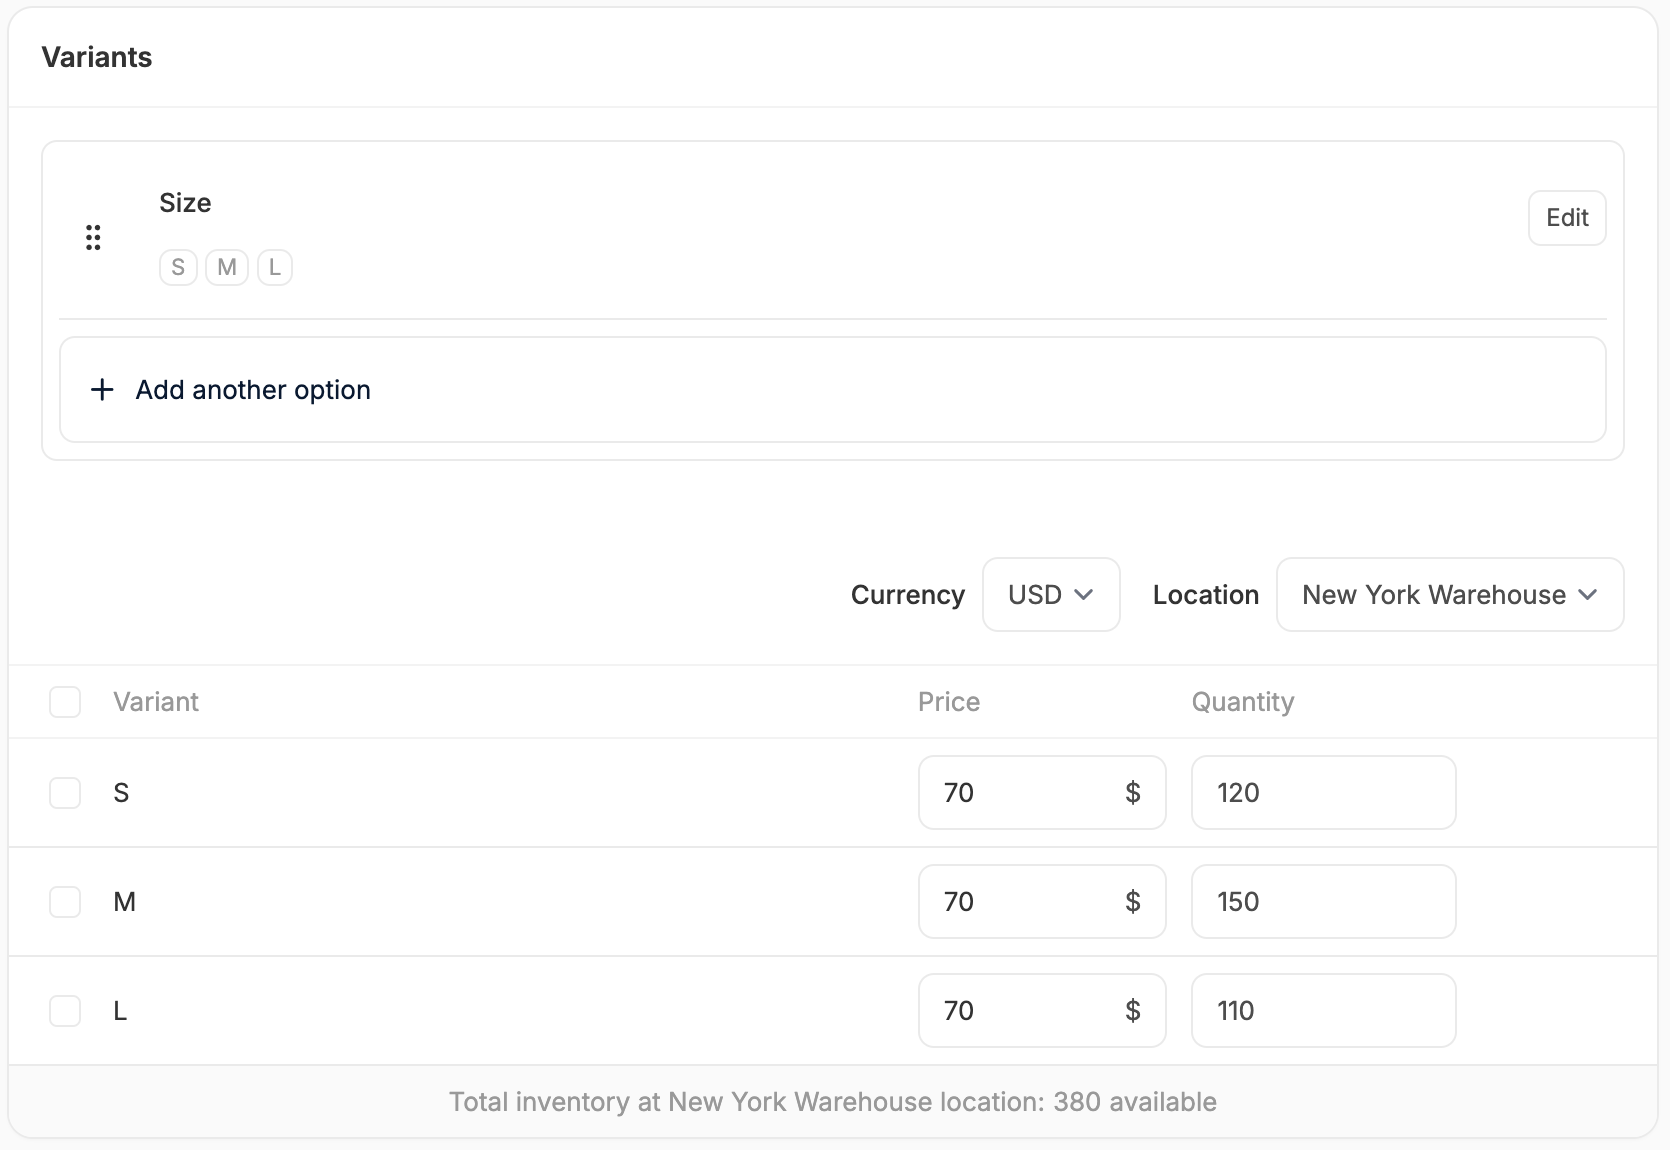 Variants
Size
Edit
S M L
Add another option
Currency USD Location New York Warehouse
Variant Price Quantity
S 70 $ 120
M 70 $ 150
L 70 $ 110
Total inventory at New York Warehouse location: 380 available